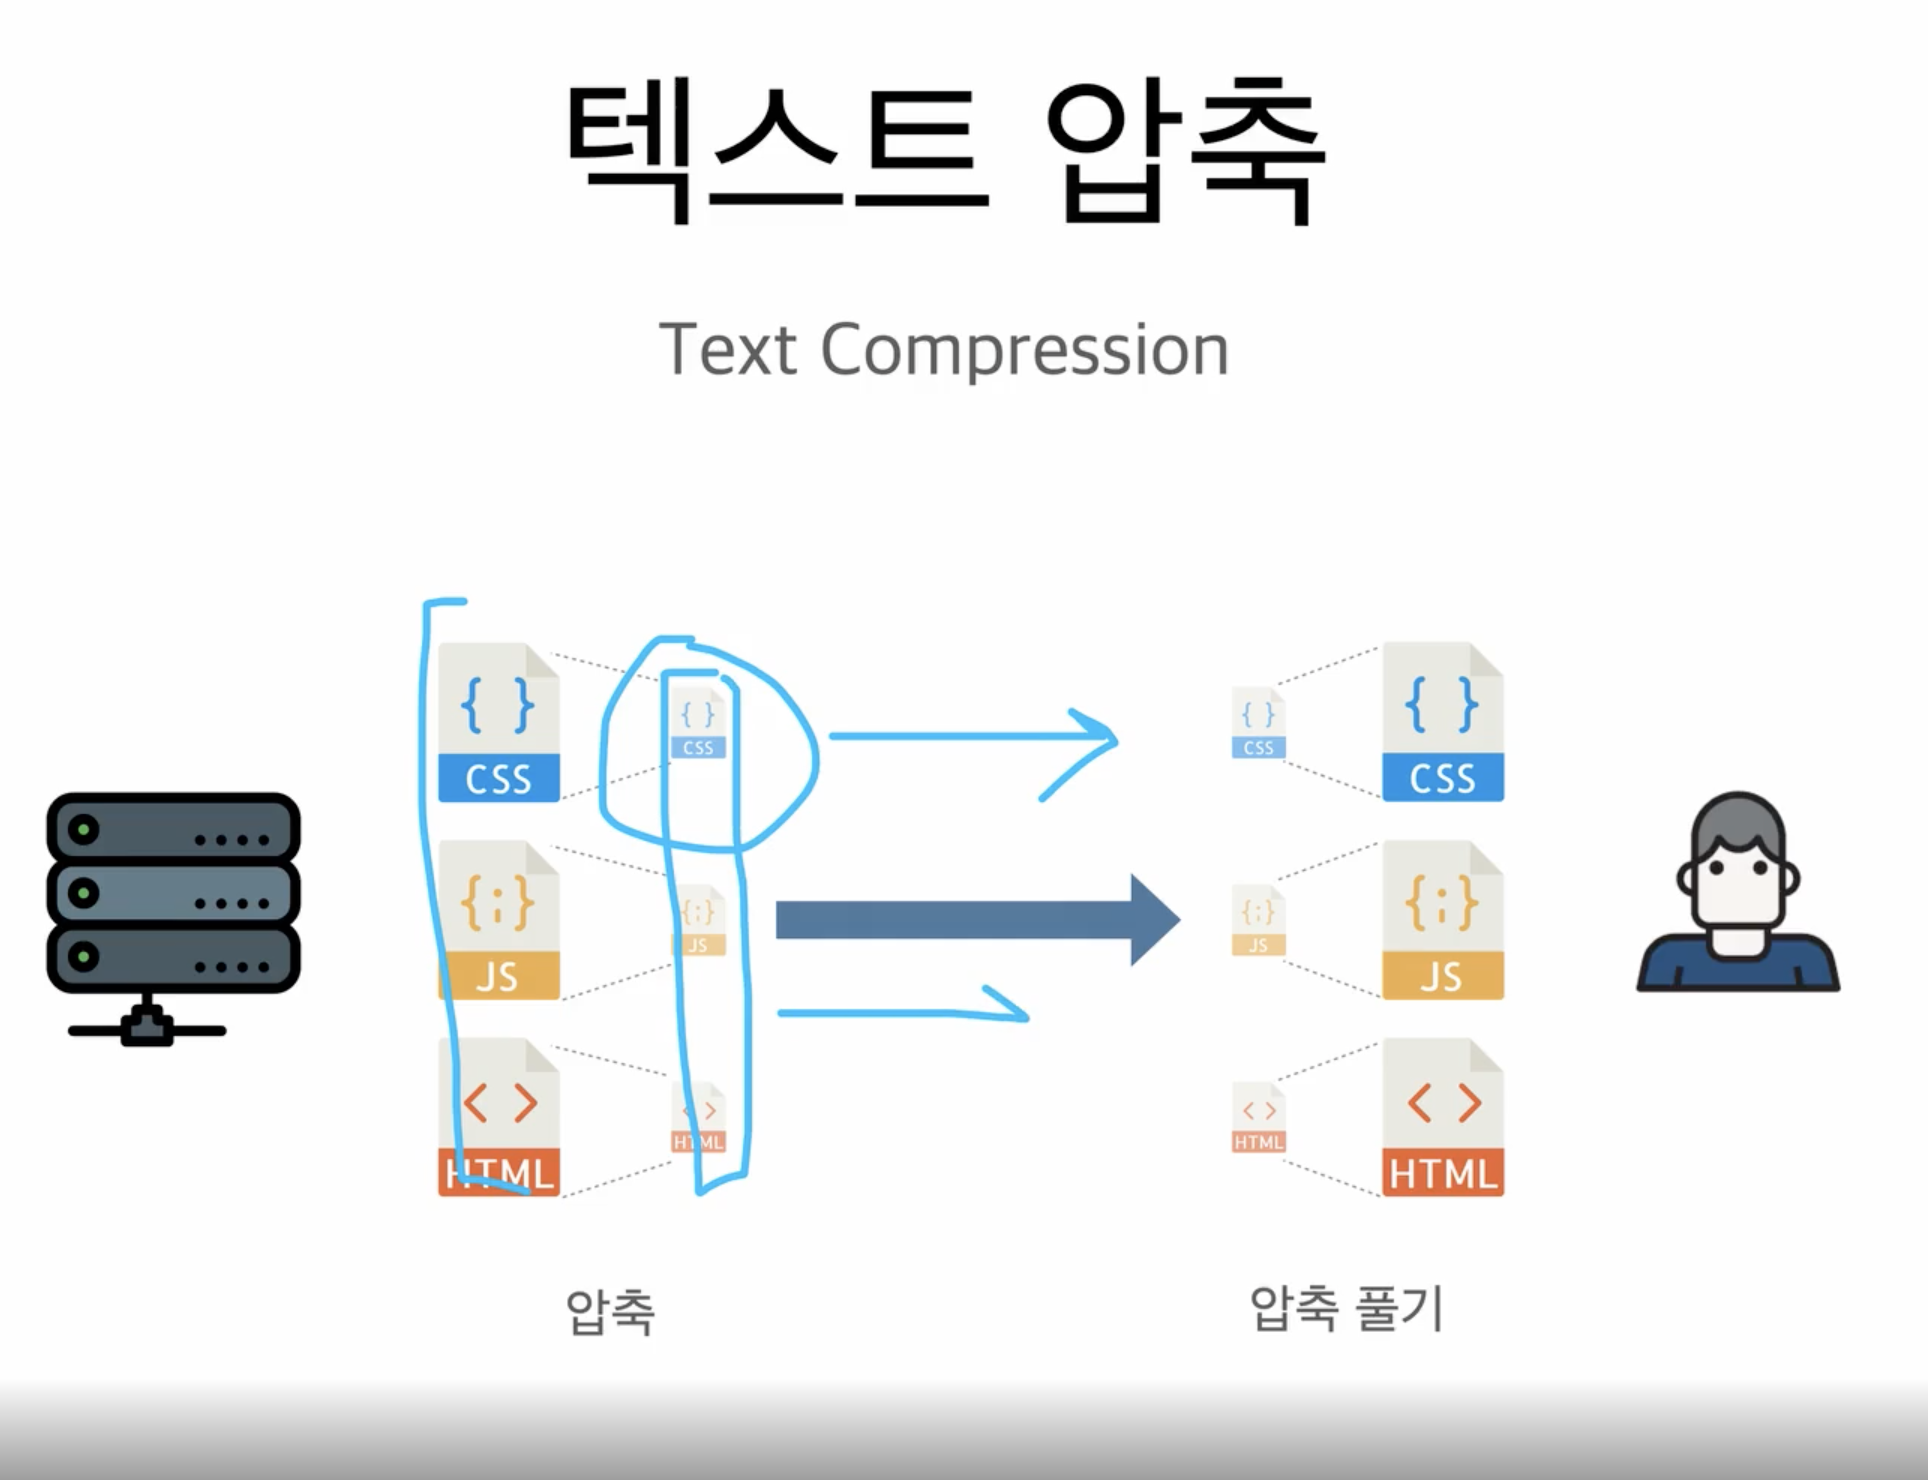 텍스트 압축
Text Compression
{ }
CSS
{ }
CSS
{ }
CSS
{ }
CSS
{;}
JS
{;}
JS
{;}
JS
{;}
JS
< >
HTML
< >
HTML
< >
HTML
< >
HTML
압축
압축 풀기